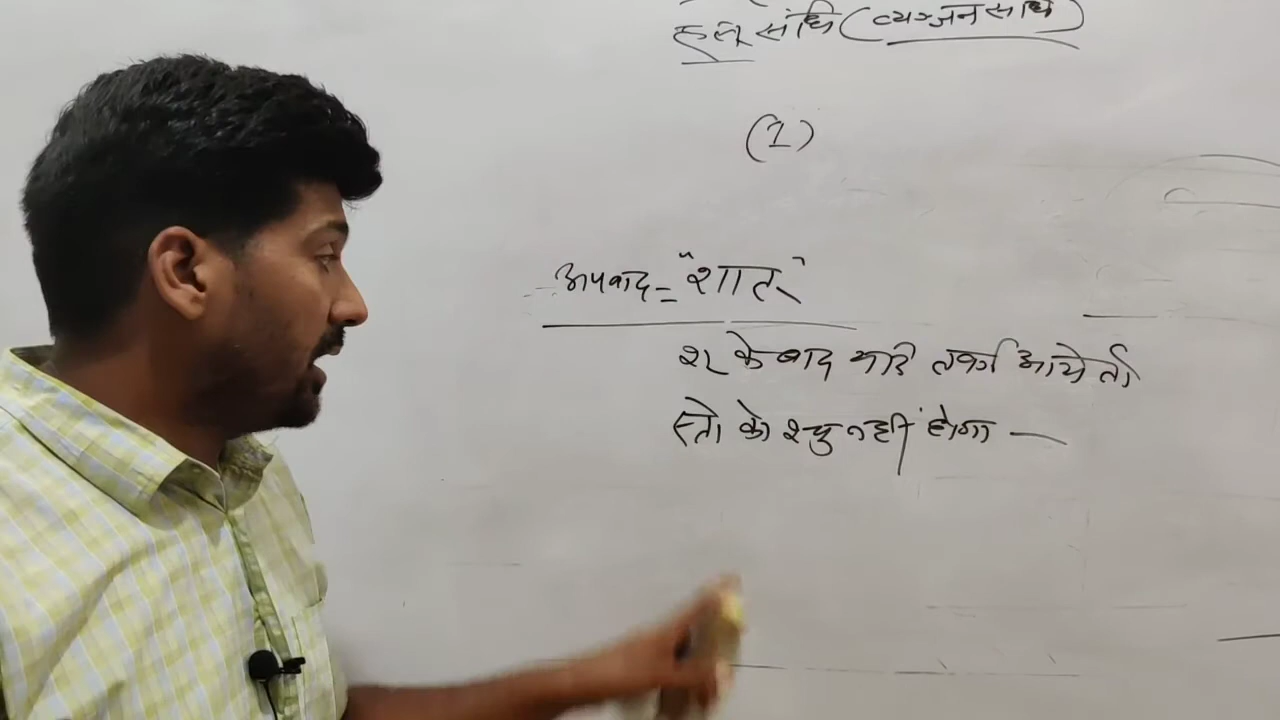 हल् संधि (व्यञ्जन संधि)
(1)
अपवाद = "शात्"
श् के बाद यदि तवर्ग आये तो
स्तो को श्चु नहीं होगा —